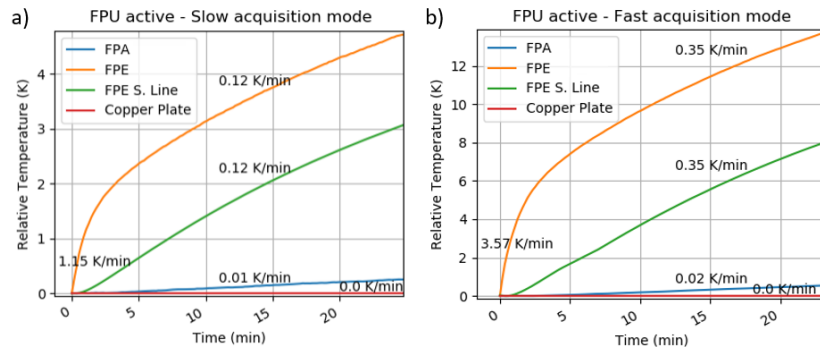 a)
FPU active - Slow acquisition mode
FPA
FPE
FPE S. Line
Copper Plate
0.12 K/min
0.12 K/min
1.15 K/min
0.01 K/min
0.0 K/min
Relative Temperature (K)
0
1
2
3
4
0
5
10
15
20
Time (min)
b)
FPU active - Fast acquisition mode
FPA
FPE
FPE S. Line
Copper Plate
0.35 K/min
0.35 K/min
3.57 K/min
0.02 K/min
0.0 K/min
Relative Temperature (K)
0
2
4
6
8
10
12
0
5
10
15
20
Time (min)